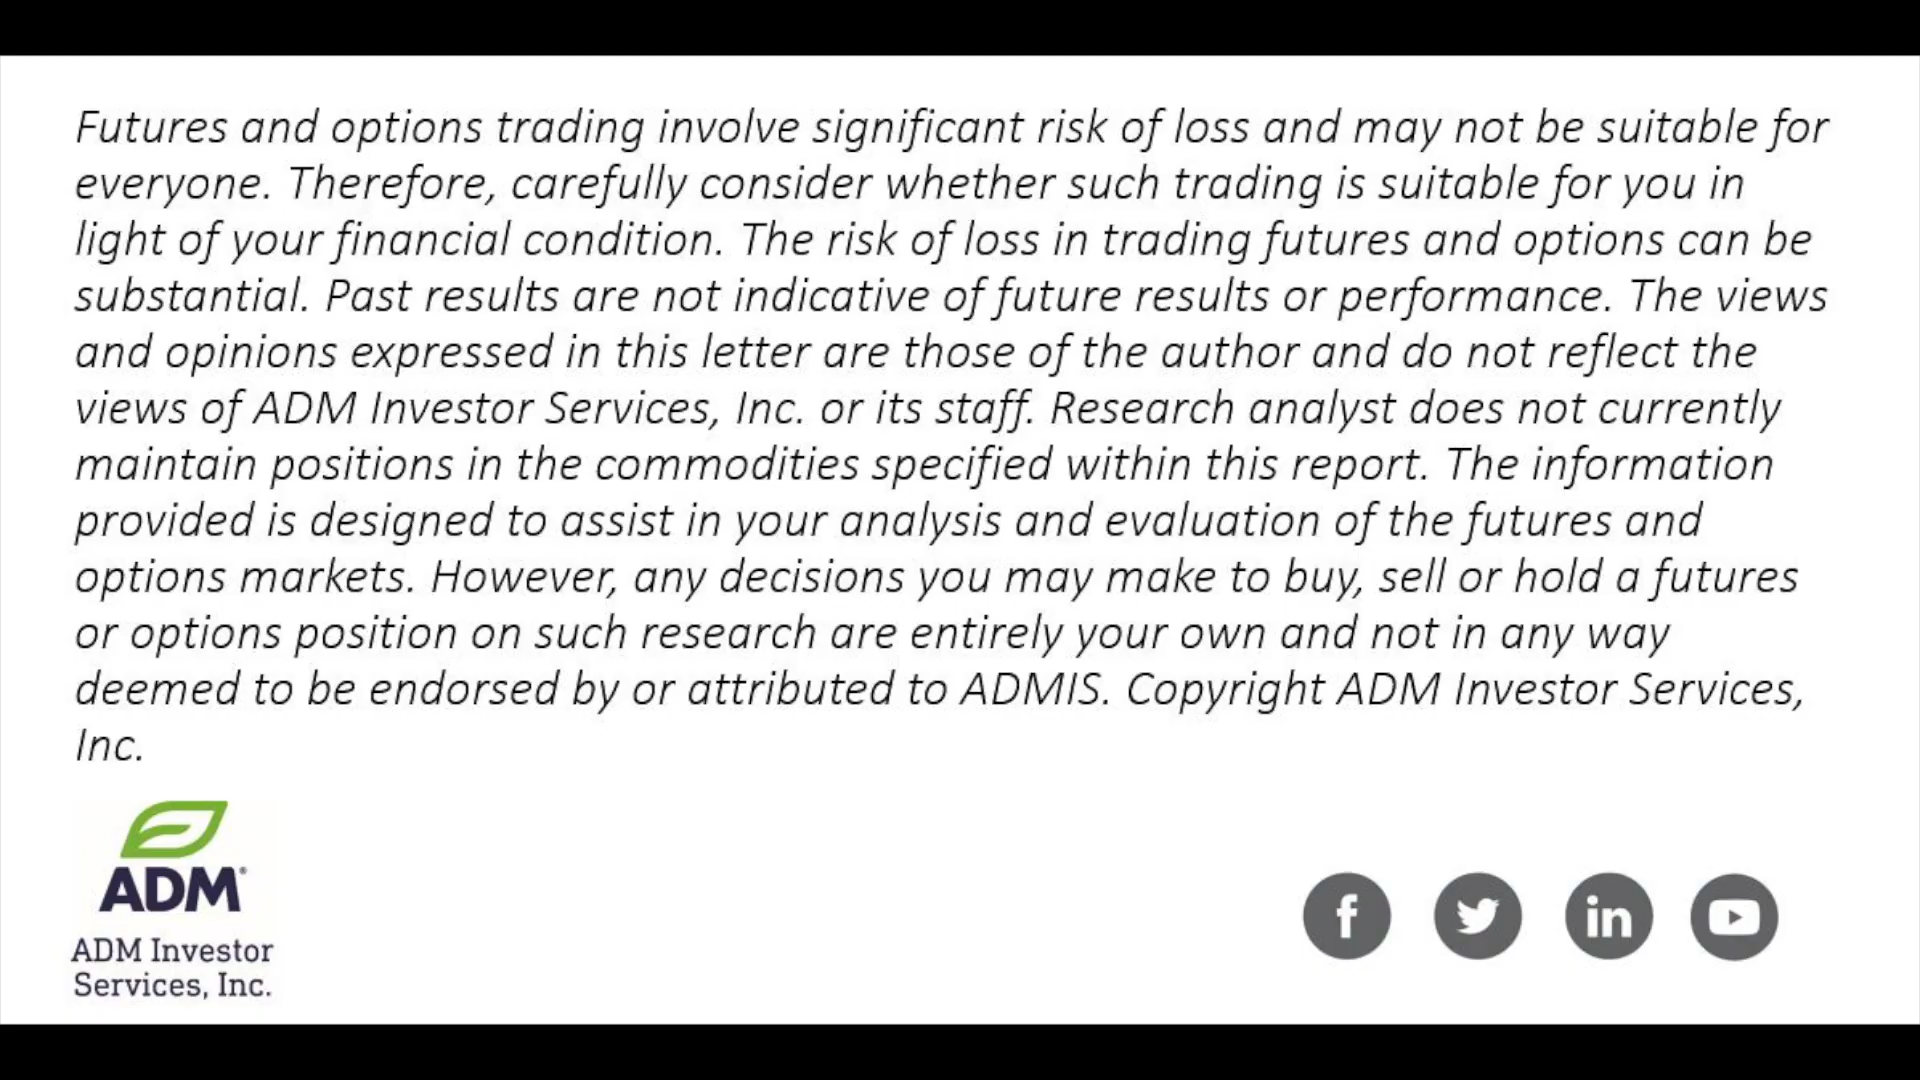 Futures and options trading involve significant risk of loss and may not be suitable for
everyone. Therefore, carefully consider whether such trading is suitable for you in
light of your financial condition. The risk of loss in trading futures and options can be
substantial. Past results are not indicative of future results or performance. The views
and opinions expressed in this letter are those of the author and do not reflect the
views of ADM Investor Services, Inc. or its staff. Research analyst does not currently
maintain positions in the commodities specified within this report. The information
provided is designed to assist in your analysis and evaluation of the futures and
options markets. However, any decisions you may make to buy, sell or hold a futures
or options position on such research are entirely your own and not in any way
deemed to be endorsed by or attributed to ADMIS. Copyright ADM Investor Services,
Inc.
ADM®
ADM Investor
Services, Inc.
f
in